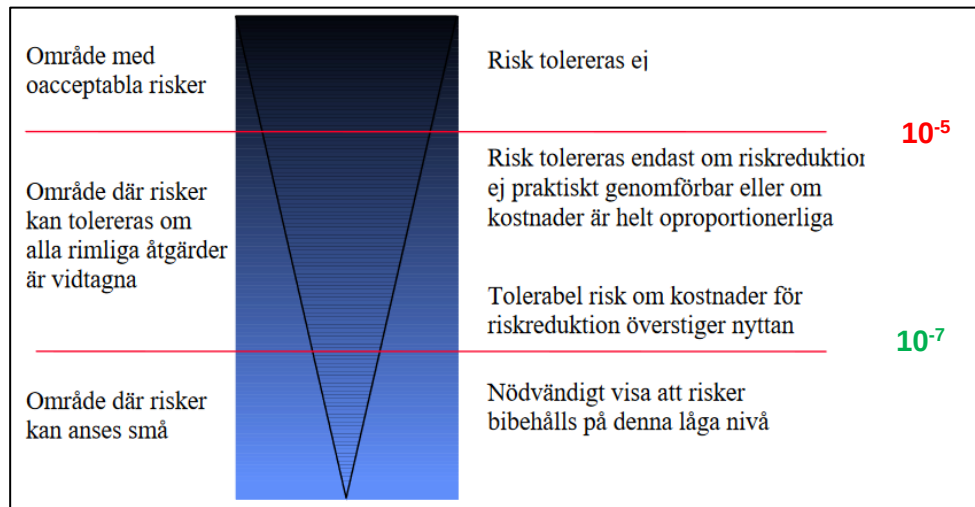 Område med
oacceptabla risker
Risk tolereras ej
10⁻⁵
Område där risker
kan tolereras om
alla rimliga åtgärder
är vidtagna
Risk tolereras endast om riskreduktion
ej praktiskt genomförbar eller om
kostnader är helt oproportionerliga
Tolerabel risk om kostnader för
riskreduktion överstiger nyttan
10⁻⁷
Område där risker
kan anses små
Nödvändigt visa att risker
bibehålls på denna låga nivå